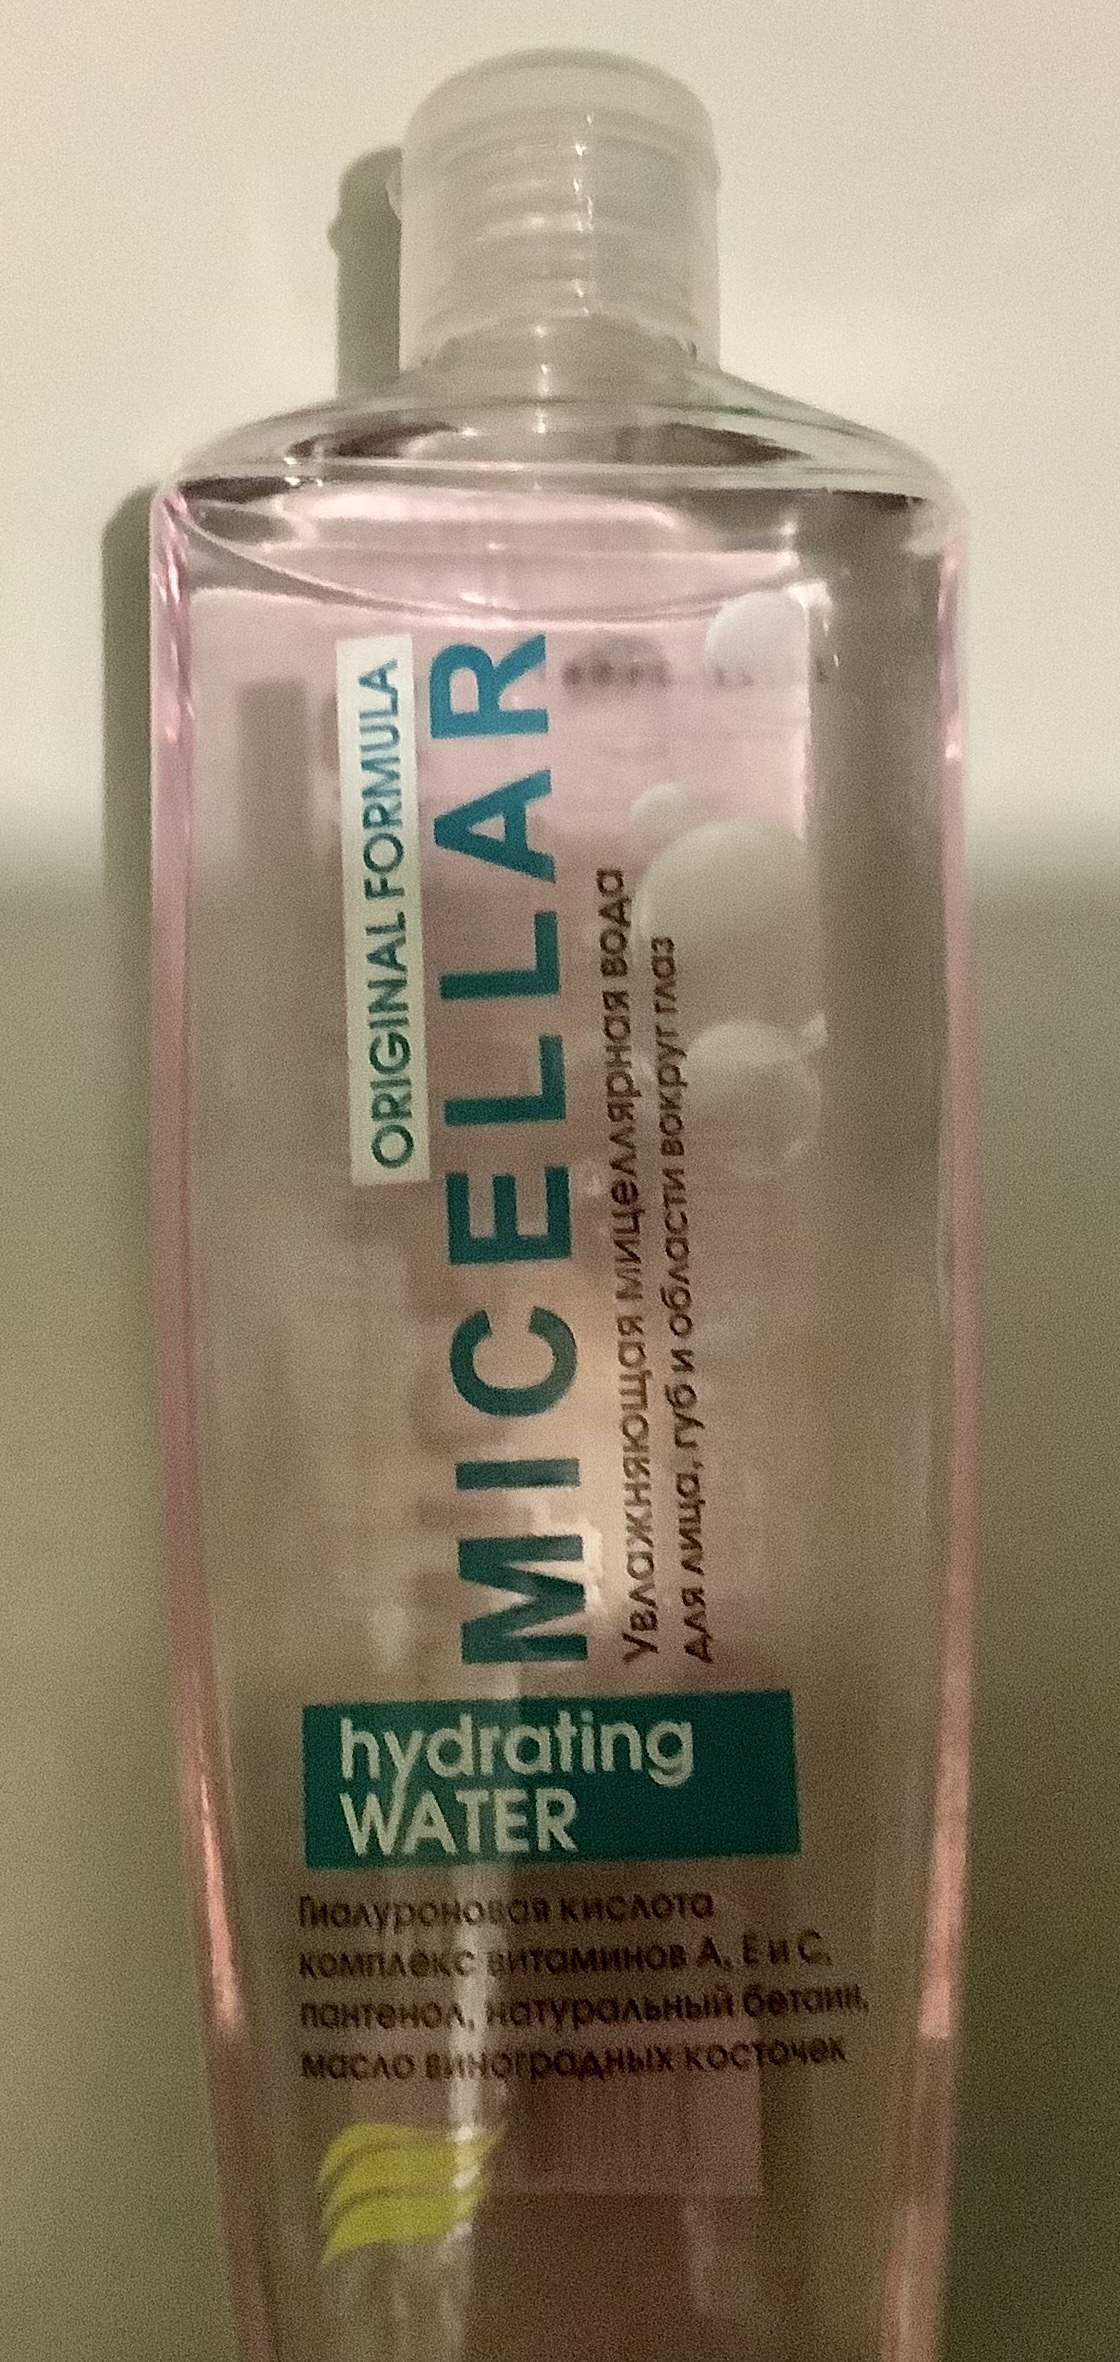 ORIGINAL FORMULA
MICELLAR
Увлажняющая мицеллярная вода
для лица, губ и области вокруг глаз
hydrating
WATER
Гиалуроновая кислота
комплекс витаминов А, Е и С,
пантенол, натуральный бетаин,
масло виноградных косточек